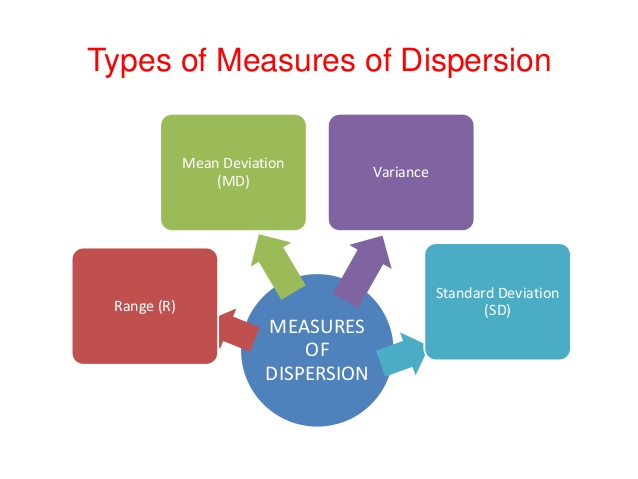 Types of Measures of Dispersion
Mean Deviation
(MD)
Variance
Range (R)
Standard Deviation
(SD)
MEASURES
OF
DISPERSION